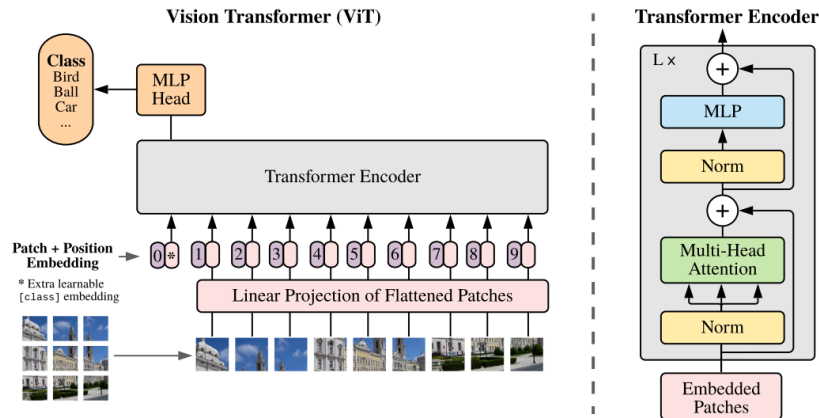 Vision Transformer (ViT)
Class
Bird
Ball
Car
...
MLP
Head
Transformer Encoder
Patch + Position
Embedding
0 * 1 2 3 4 5 6 7 8 9
* Extra learnable
[class] embedding
Linear Projection of Flattened Patches
Transformer Encoder
L ×
+
MLP
Norm
+
Multi-Head
Attention
Norm
Embedded
Patches